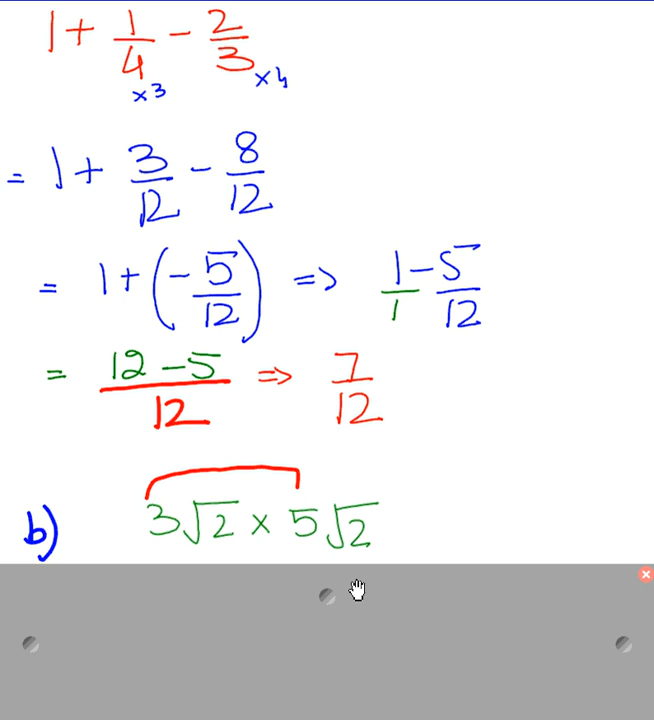 1 + 1/4 - 2/3
×3 ×4
= 1 + 3/12 - 8/12
= 1 + (-5/12) => 1/1 - 5/12
= 12 - 5/12 => 7/12
b) 3√2 × 5√2